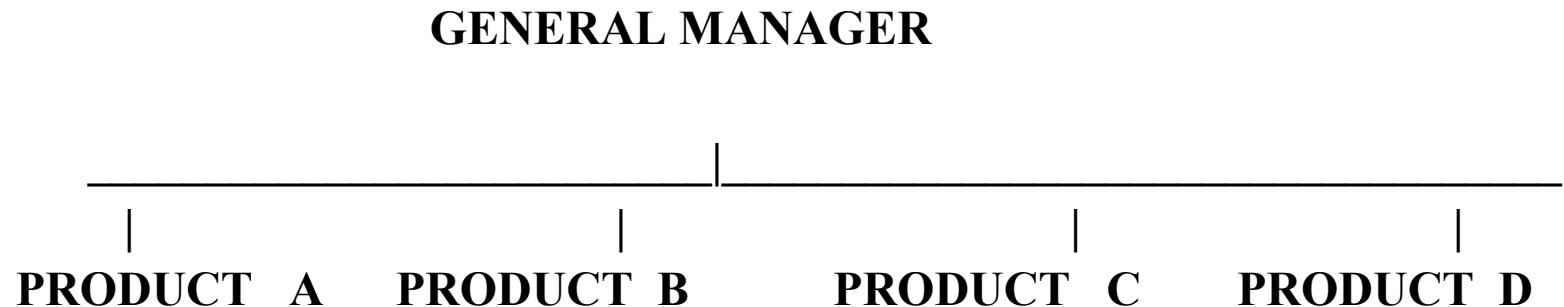 GENERAL MANAGER
PRODUCT A PRODUCT B PRODUCT C PRODUCT D